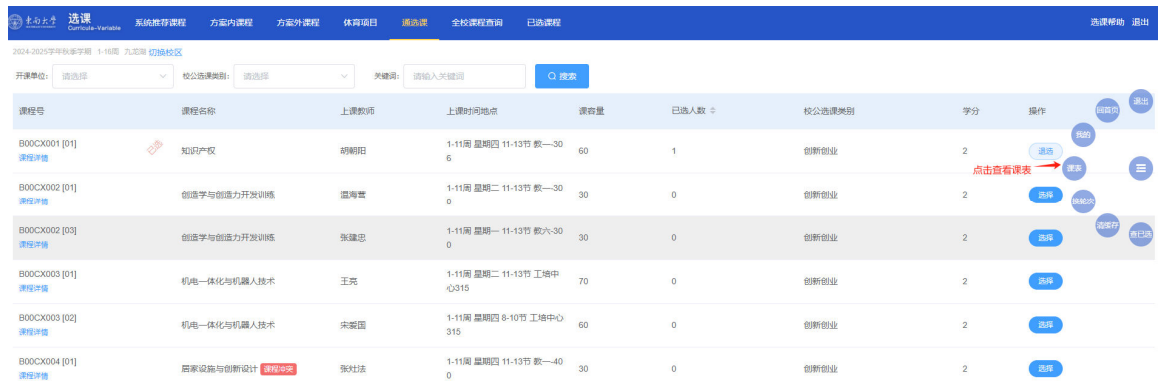 东南大学 选课 系统推荐课程 方案内课程 方案外课程 体育项目 通选课 全校课程查询 已选课程 选课帮助 退出
Curricula-Variable
2024-2025学年秋季学期 1-16周 九龙湖 切换校区
开课单位: 请选择 校公选课类别: 请选择 关键词: 请输入关键词 搜索
课程号 课程名称 上课教师 上课时间地点 课容量 已选人数 校公选课类别 学分 操作 回首页 退出
B00CX001 [01] 已选 知识产权 胡朝阳 1-11周 星期四 11-13节 教一-30 60 1 创新创业 2 退选 我的
课程详情 6
点击查看课表 课表
B00CX002 [01] 创造学与创造力开发训练 温海营 1-11周 星期二 11-13节 教一-30 30 0 创新创业 2 选择 换轮次
课程详情 0
B00CX002 [03] 创造学与创造力开发训练 张建忠 1-11周 星期一 11-13节 教六-30 30 0 创新创业 2 选择 清缓存 查已选
课程详情 0
B00CX003 [01] 机电一体化与机器人技术 王亮 1-11周 星期二 11-13节 工培中 70 0 创新创业 2 选择
课程详情 心315
B00CX003 [02] 机电一体化与机器人技术 宋爱国 1-11周 星期四 8-10节 工培中心 60 0 创新创业 2 选择
课程详情 315
B00CX004 [01] 居家设施与创新设计 课程冲突 张灶法 1-11周 星期四 11-13节 教一-40 30 0 创新创业 2 选择
课程详情 0